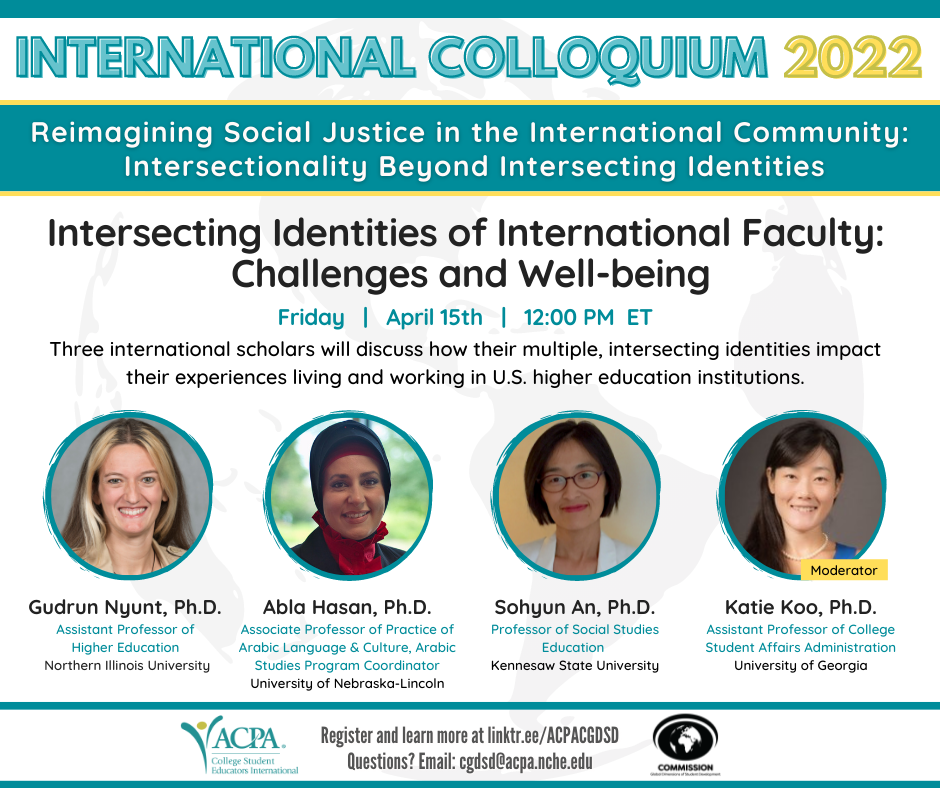 INTERNATIONAL COLLOQUIUM 2022
Reimagining Social Justice in the International Community:
Intersectionality Beyond Intersecting Identities
Intersecting Identities of International Faculty:
Challenges and Well-being
Friday | April 15th | 12:00 PM ET
Three international scholars will discuss how their multiple, intersecting identities impact
their experiences living and working in U.S. higher education institutions.
Gudrun Nyunt, Ph.D.
Assistant Professor of
Higher Education
Northern Illinois University
Abla Hasan, Ph.D.
Associate Professor of Practice of
Arabic Language & Culture, Arabic
Studies Program Coordinator
University of Nebraska-Lincoln
Sohyun An, Ph.D.
Professor of Social Studies
Education
Kennesaw State University
Moderator
Katie Koo, Ph.D.
Assistant Professor of College
Student Affairs Administration
University of Georgia
ACPA®
College Student
Educators International
Register and learn more at linktr.ee/ACPACGDSD
Questions? Email: cgdsd@acpa.nche.edu
COMMISSION
Global Dimensions of Student Development